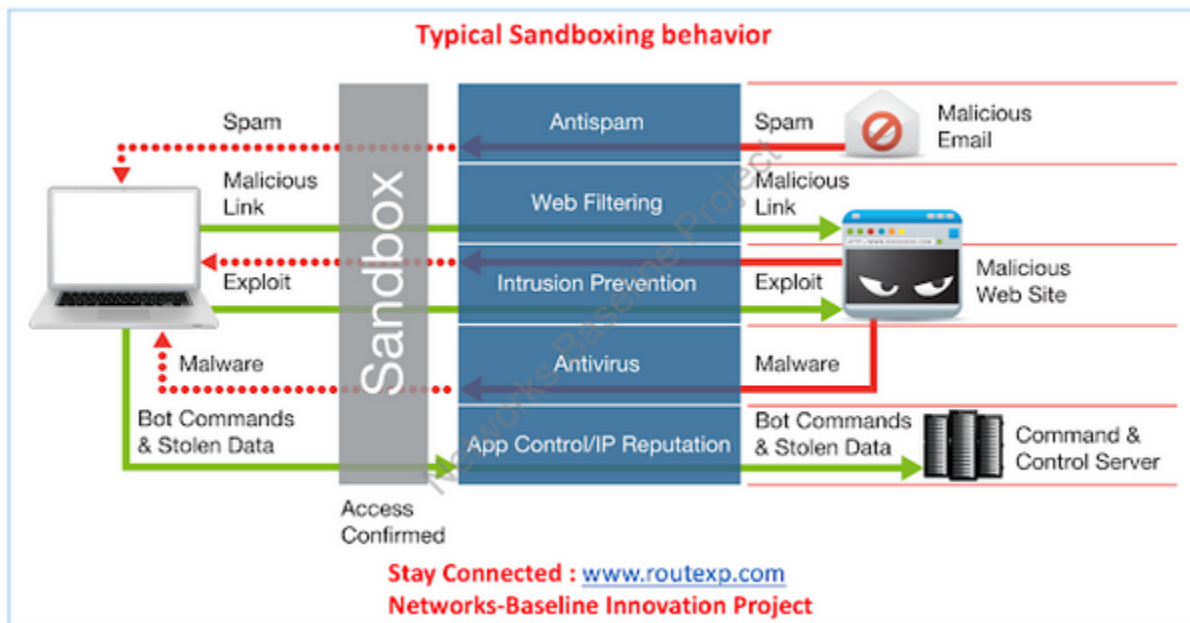 Typical Sandboxing behavior
Spam
Antispam
Spam
Malicious
Email
Malicious
Link
Web Filtering
Malicious
Link
Sandbox
Exploit
Intrusion Prevention
Exploit
Malicious
Web Site
Malware
Antivirus
Malware
Bot Commands
& Stolen Data
App Control/IP Reputation
Bot Commands
& Stolen Data
Command &
Control Server
Access
Confirmed
Networks-Baseline Project
Stay Connected : www.routexp.com
Networks-Baseline Innovation Project